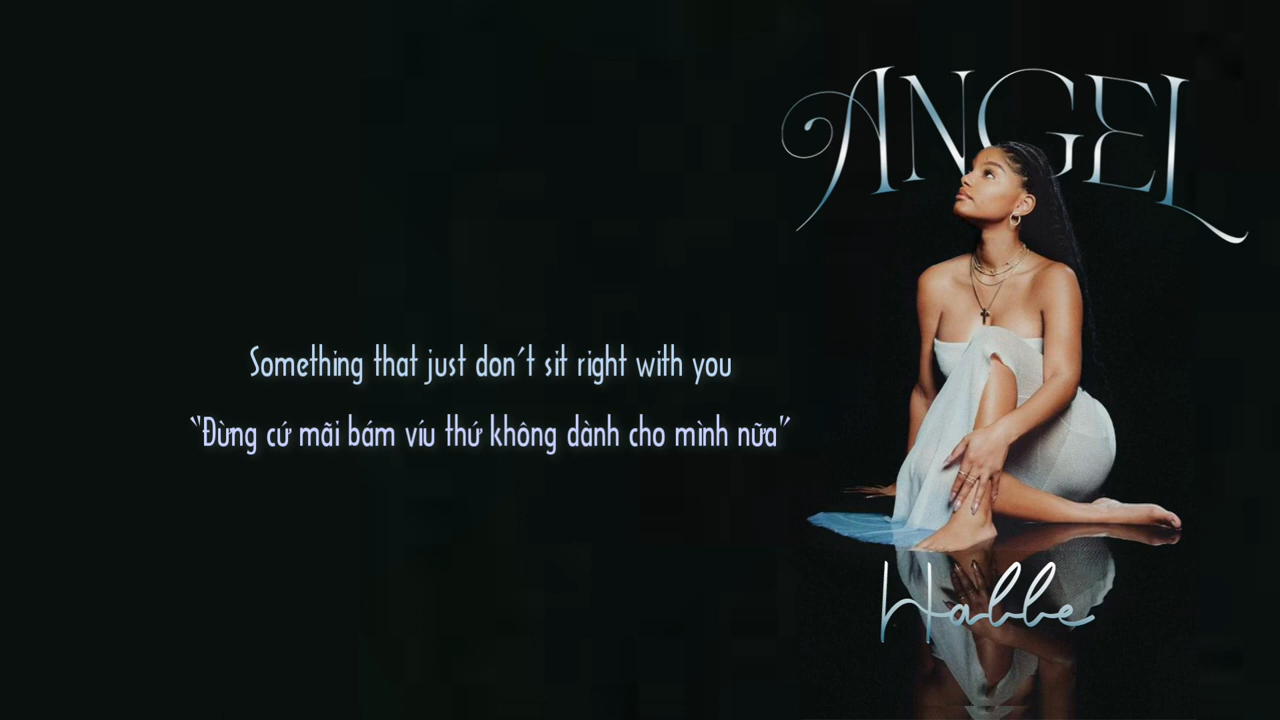 ANGEL
Something that just don't sit right with you
“Đừng cứ mãi bám víu thứ không dành cho mình nữa”
Halle